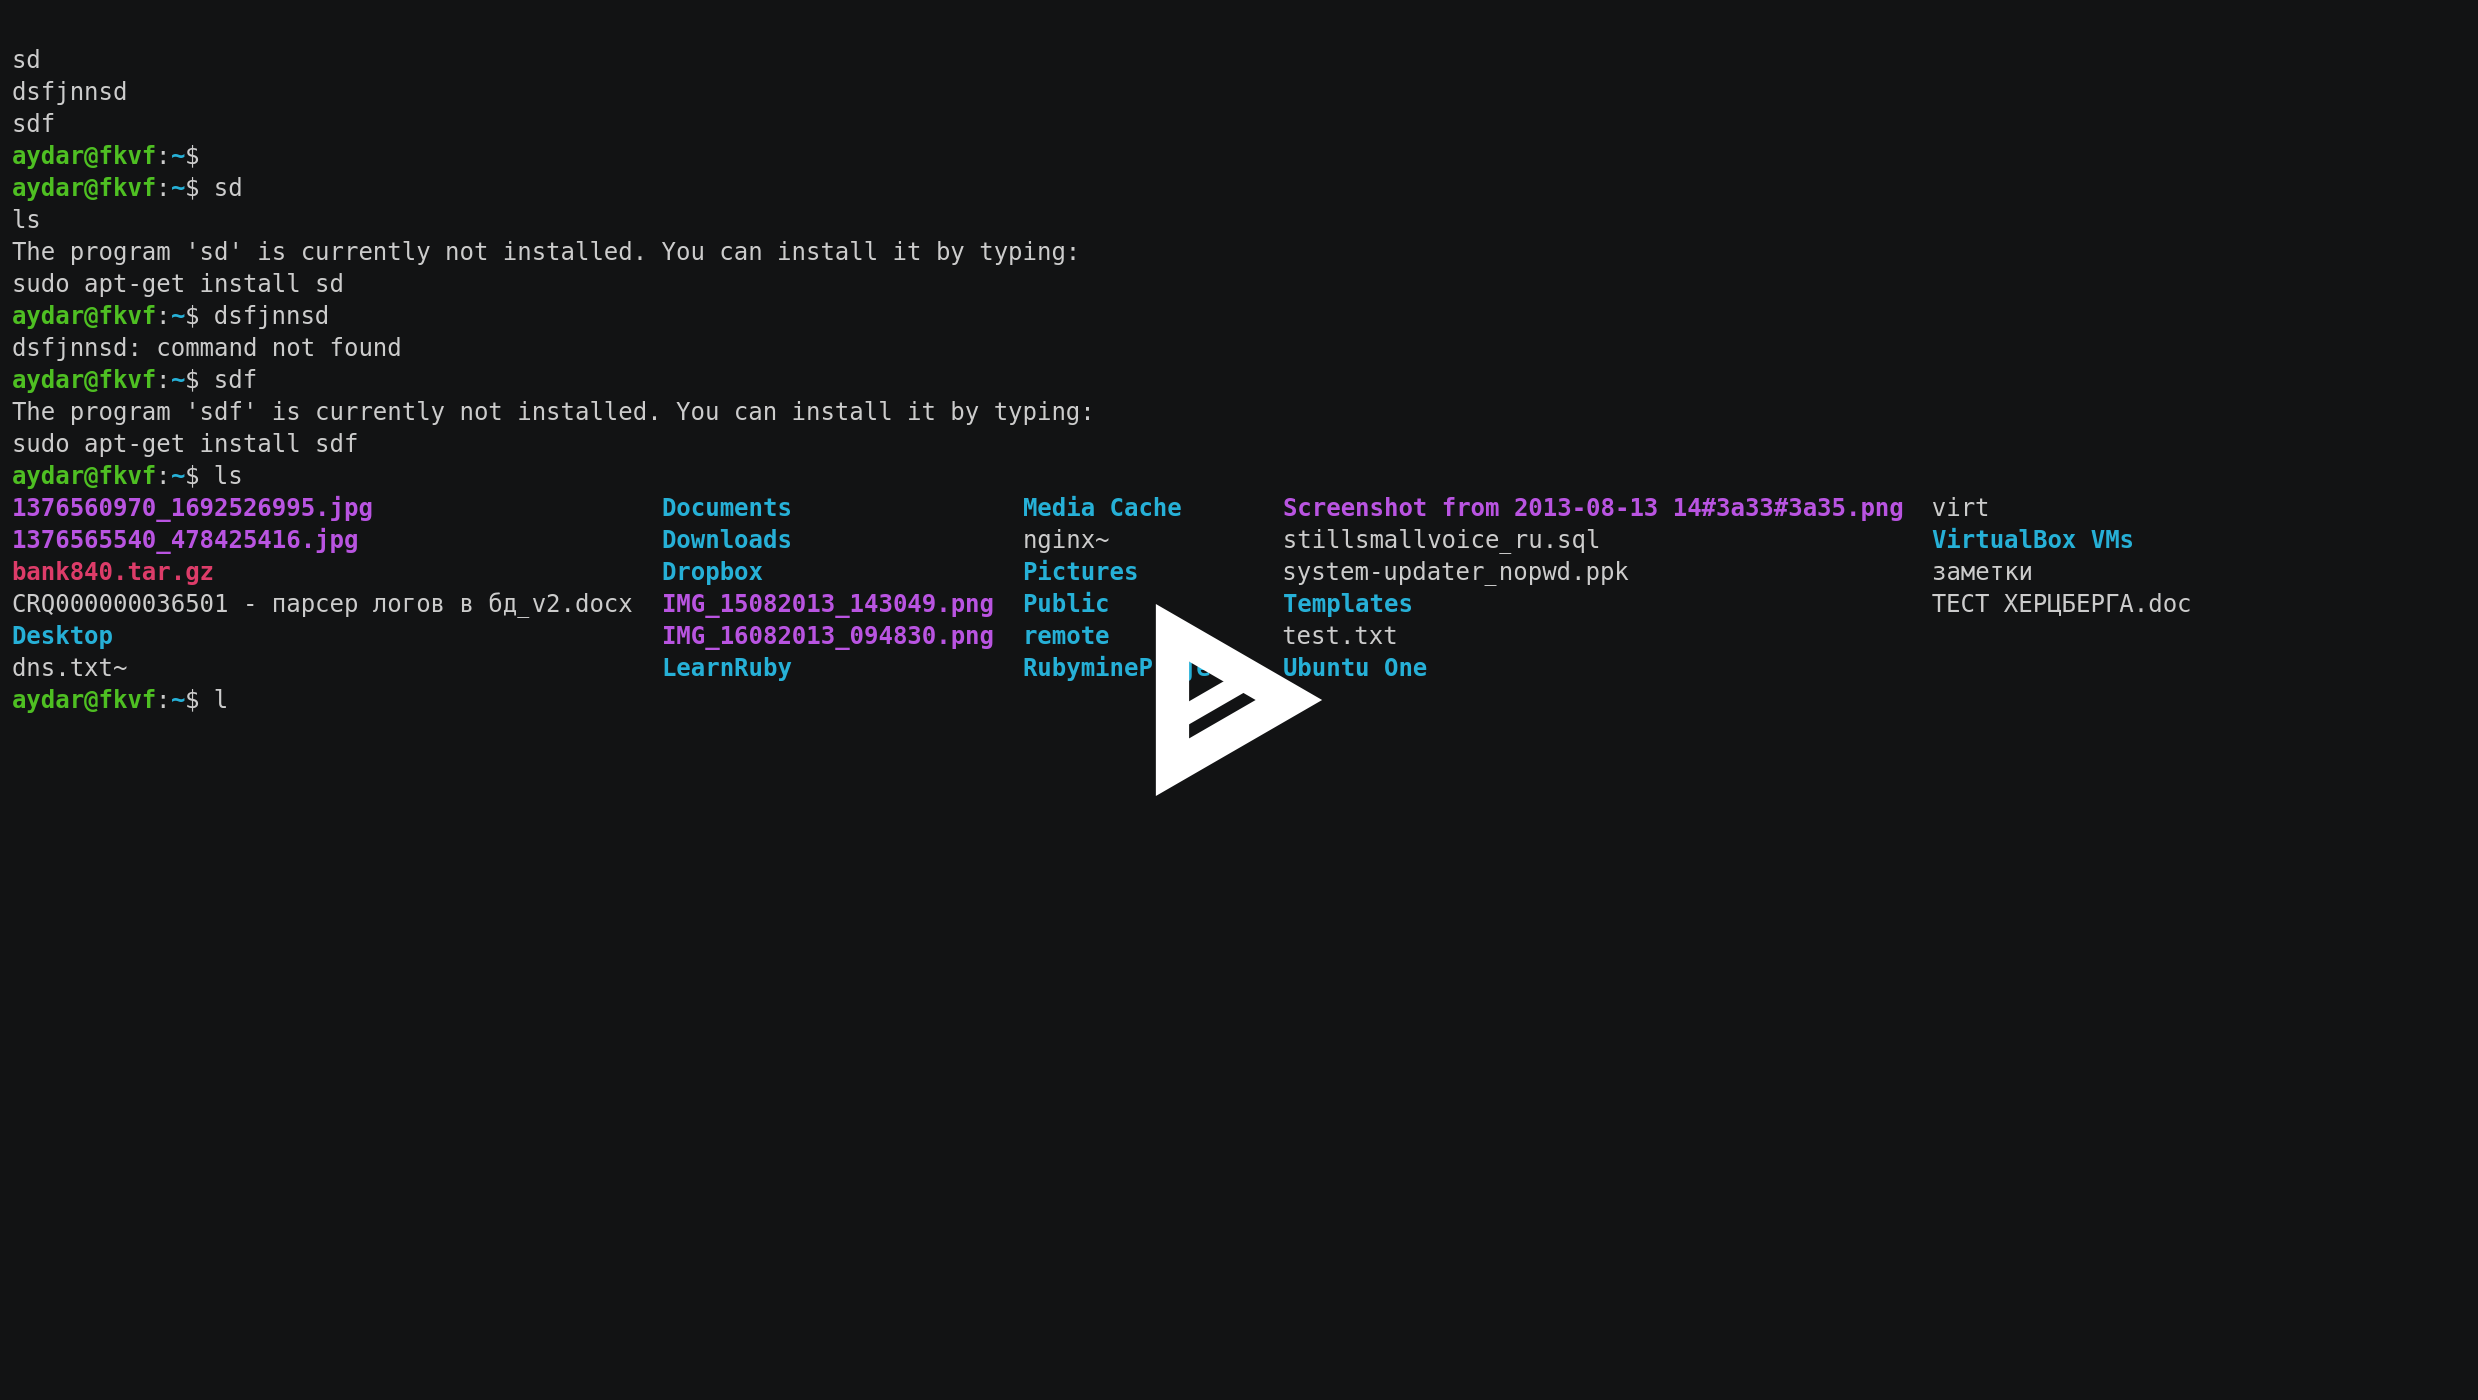 sd
dsfjnnsd
sdf
aydar@fkvf:~$
aydar@fkvf:~$ sd
ls
The program 'sd' is currently not installed. You can install it by typing:
sudo apt-get install sd
aydar@fkvf:~$ dsfjnnsd
dsfjnnsd: command not found
aydar@fkvf:~$ sdf
The program 'sdf' is currently not installed. You can install it by typing:
sudo apt-get install sdf
aydar@fkvf:~$ ls
1376560970_1692526995.jpg Documents Media Cache Screenshot from 2013-08-13 14#3a33#3a35.png virt
1376565540_478425416.jpg Downloads nginx~ stillsmallvoice_ru.sql VirtualBox VMs
bank840.tar.gz Dropbox Pictures system-updater_nopwd.ppk заметки
CRQ000000036501 - парсер логов в бд_v2.docx IMG_15082013_143049.png Public Templates ТЕСТ ХЕРЦБЕРГА.doc
Desktop IMG_16082013_094830.png remote test.txt
dns.txt~ LearnRuby Ubuntu One
aydar@fkvf:~$ l